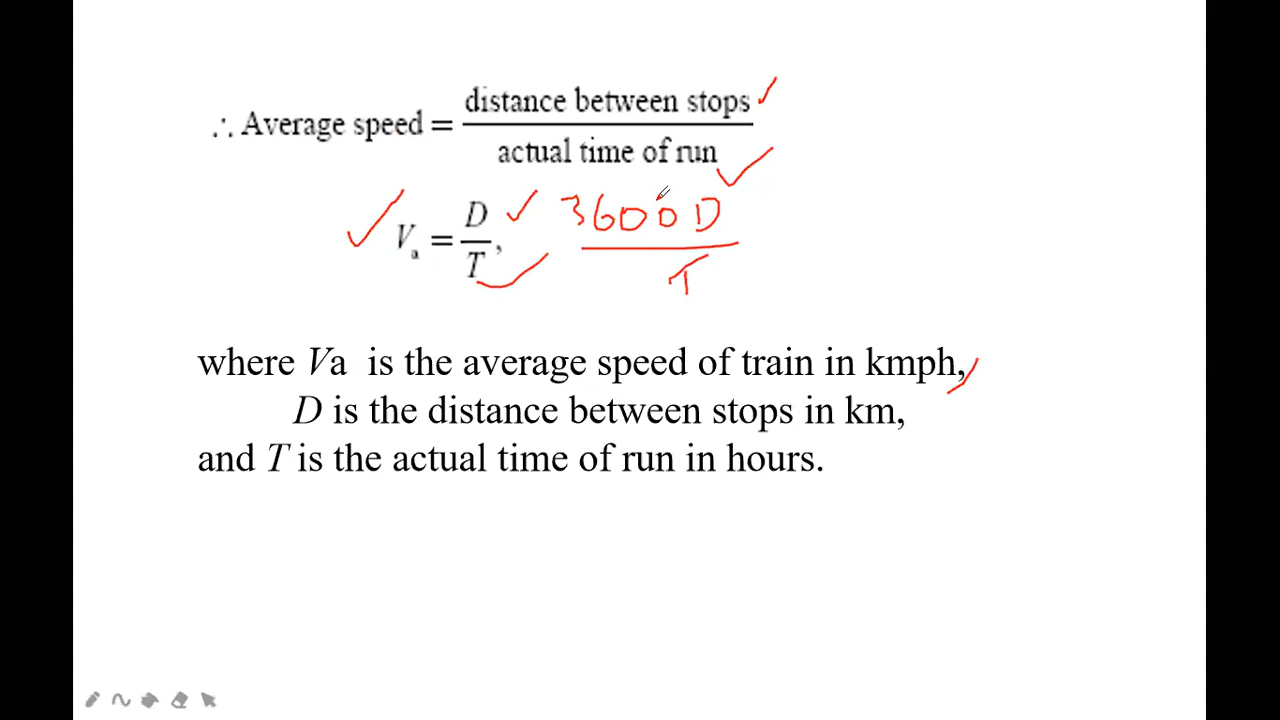 ∴ Average speed = distance between stops / actual time of run
Va = D / T, 3600 D / T
where Va is the average speed of train in kmph,
D is the distance between stops in km,
and T is the actual time of run in hours.